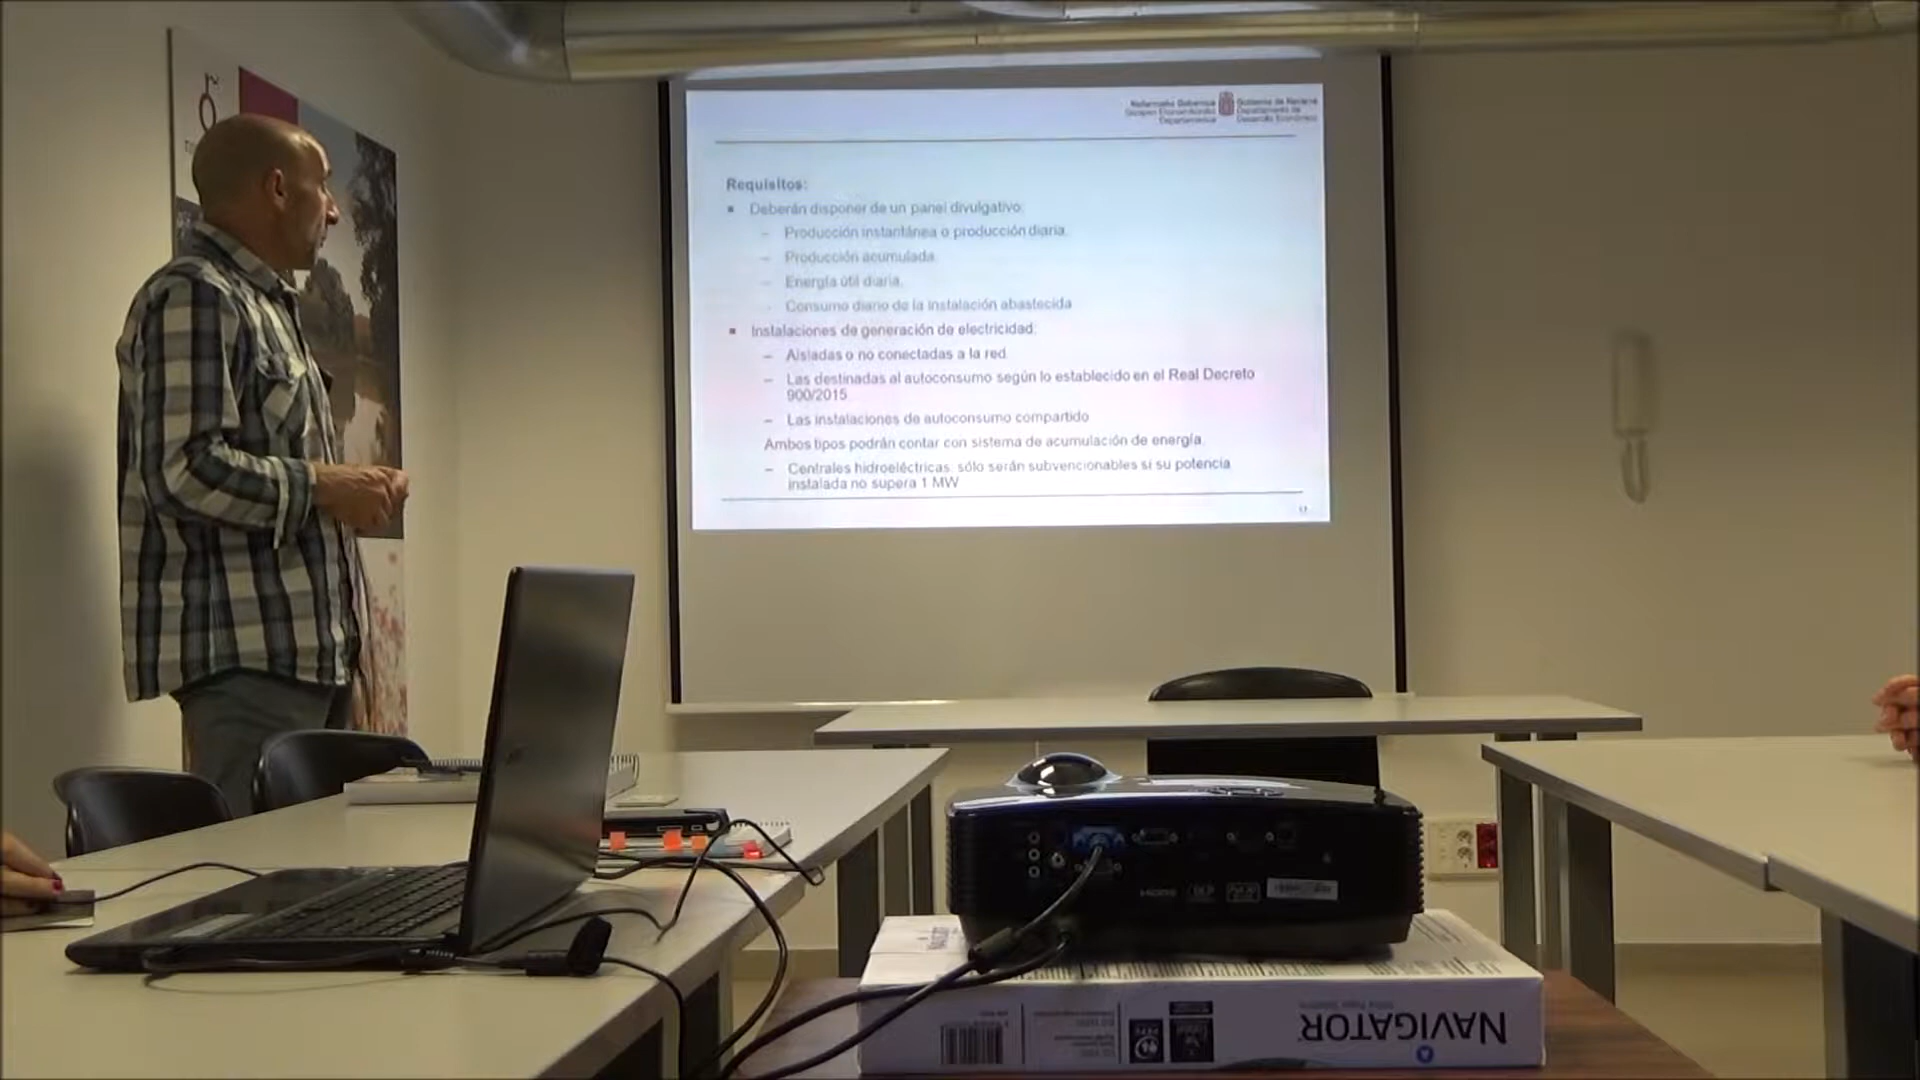 Nafarroako Gobernua
Garapen Ekonomikorako
Departamentua
Gobierno de Navarra
Departamento de
Desarrollo Económico
Requisitos:
Deberán disponer de un panel divulgativo:
– Producción instantánea o producción diaria.
– Producción acumulada.
– Energía útil diaria.
– Consumo diario de la instalación abastecida
Instalaciones de generación de electricidad:
– Aisladas o no conectadas a la red.
– Las destinadas al autoconsumo según lo establecido en el Real Decreto
900/2015
– Las instalaciones de autoconsumo compartido
Ambos tipos podrán contar con sistema de acumulación de energía.
– Centrales hidroeléctricas: sólo serán subvencionables si su potencia
instalada no supera 1 MW
HDMI
NAVIGATOR